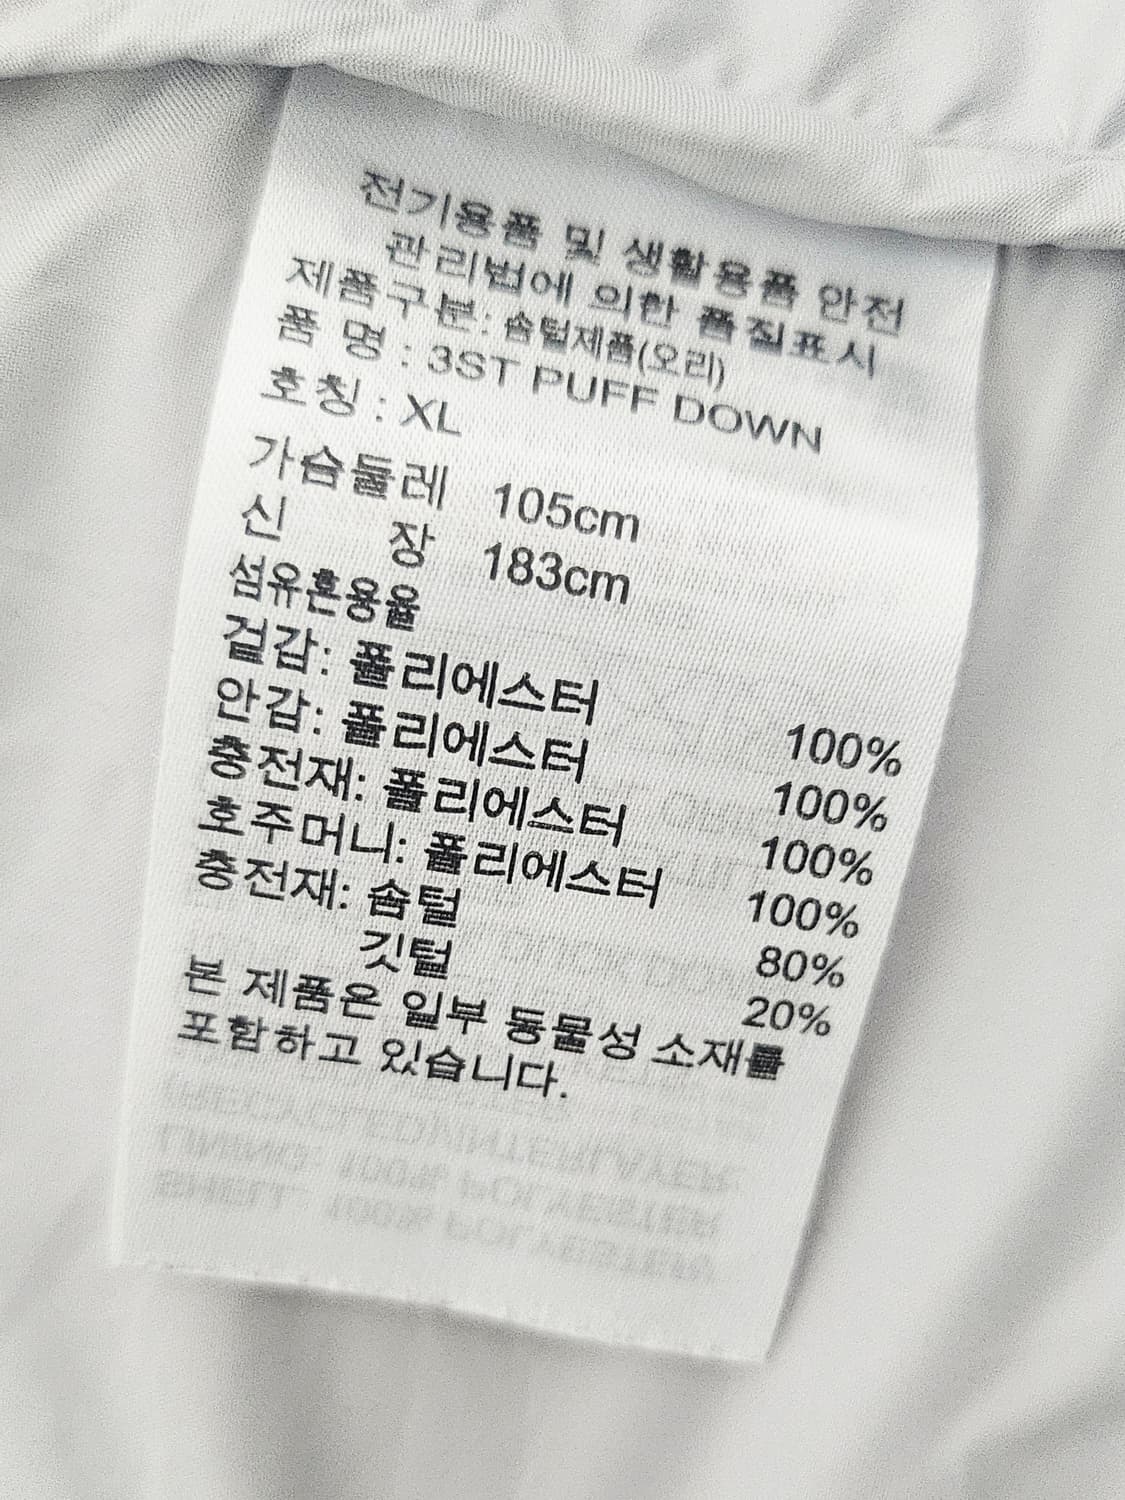 전기용품 및 생활용품 안전
관리법에 의한 품질표시
제품구분: 솜털제품(오리)
품 명 : 3ST PUFF DOWN
호칭 : XL
가슴둘레 105cm
신 장 183cm
섬유혼용율
겉감: 폴리에스터 100%
안감: 폴리에스터 100%
충전재: 폴리에스터 100%
호주머니: 폴리에스터 100%
충전재: 솜털 80%
깃털 20%
본 제품은 일부 동물성 소재를
포함하고 있습니다.